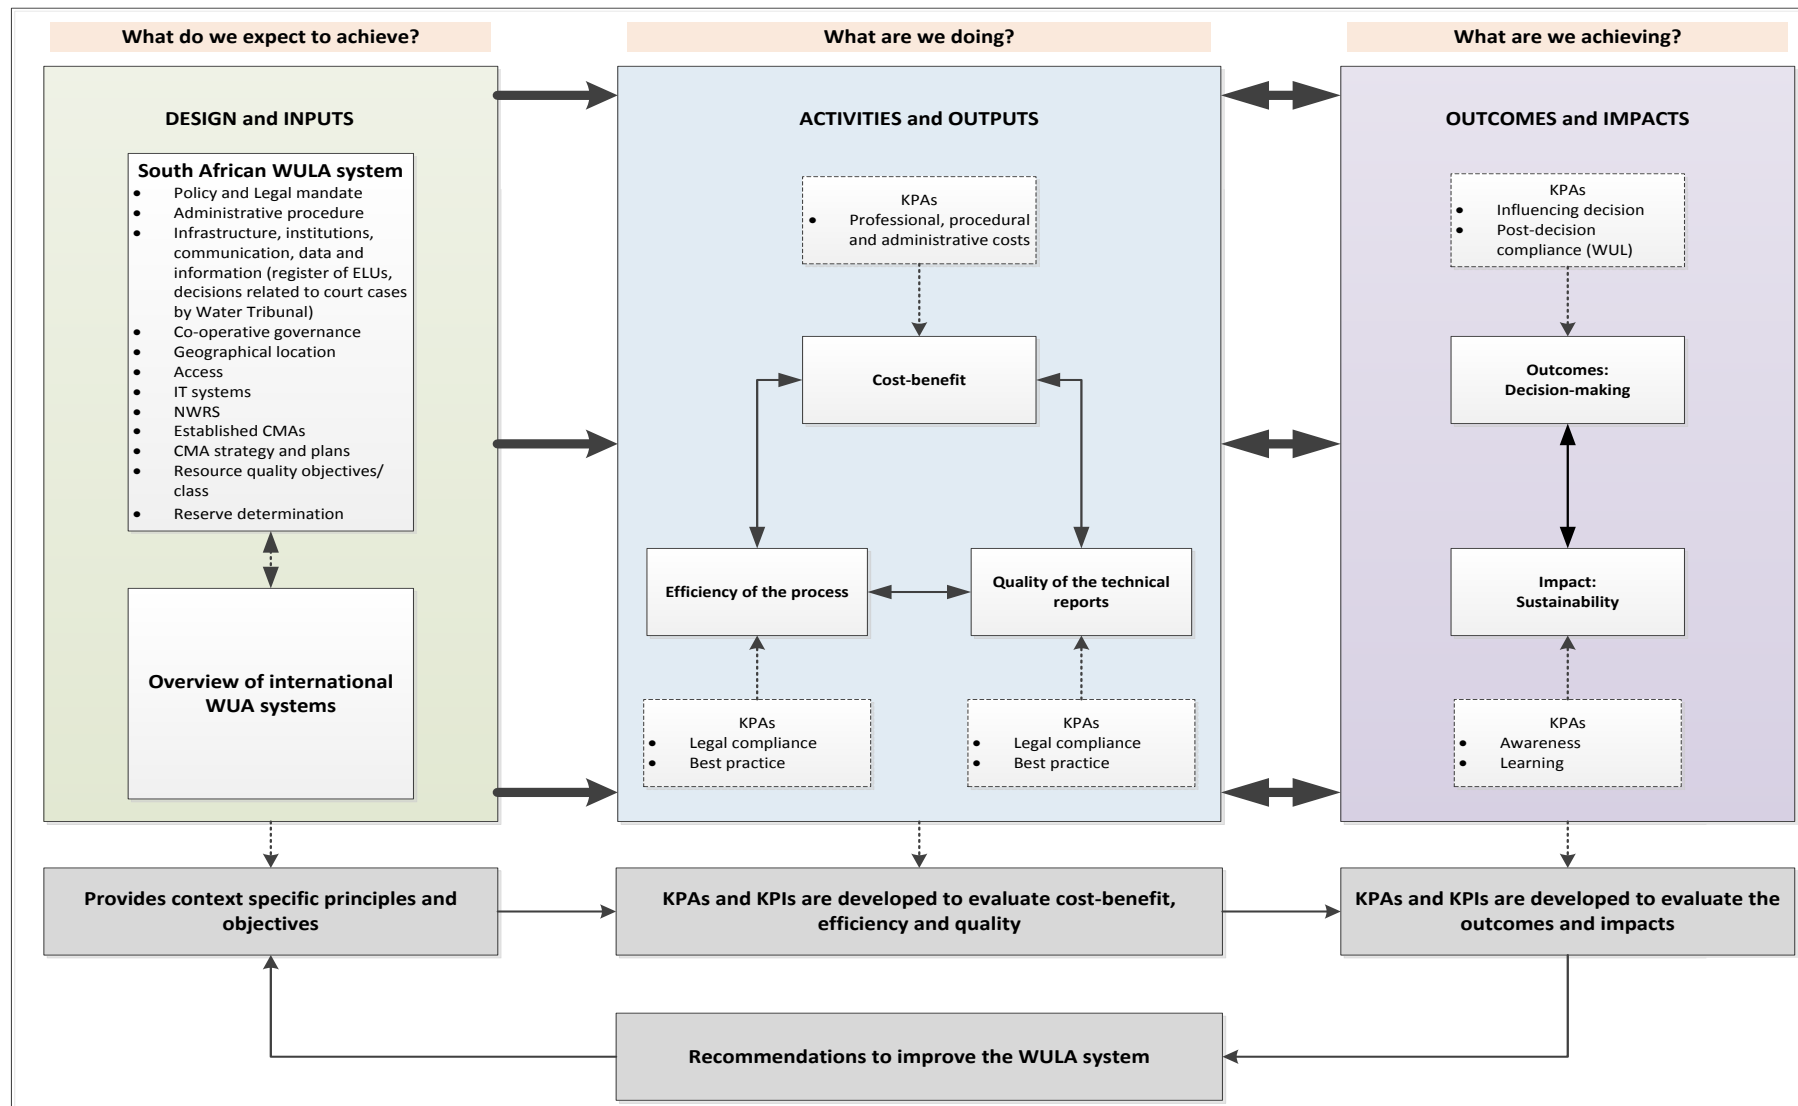 What do we expect to achieve?
What are we doing?
What are we achieving?
DESIGN and INPUTS
South African WULA system
• Policy and Legal mandate
• Administrative procedure
• Infrastructure, institutions,
communication, data and
information (register of ELUs,
decisions related to court cases
by Water Tribunal)
• Co-operative governance
• Geographical location
• Access
• IT systems
• NWRS
• Established CMAs
• CMA strategy and plans
• Resource quality objectives/
class
• Reserve determination
Overview of international
WUA systems
ACTIVITIES and OUTPUTS
KPAs
• Professional, procedural
and administrative costs
Cost-benefit
Efficiency of the process
Quality of the technical
reports
KPAs
• Legal compliance
• Best practice
KPAs
• Legal compliance
• Best practice
OUTCOMES and IMPACTS
KPAs
• Influencing decision
• Post-decision
compliance (WUL)
Outcomes:
Decision-making
Impact:
Sustainability
KPAs
• Awareness
• Learning
Provides context specific principles and
objectives
KPAs and KPIs are developed to evaluate cost-benefit,
efficiency and quality
KPAs and KPIs are developed to evaluate the
outcomes and impacts
Recommendations to improve the WULA system